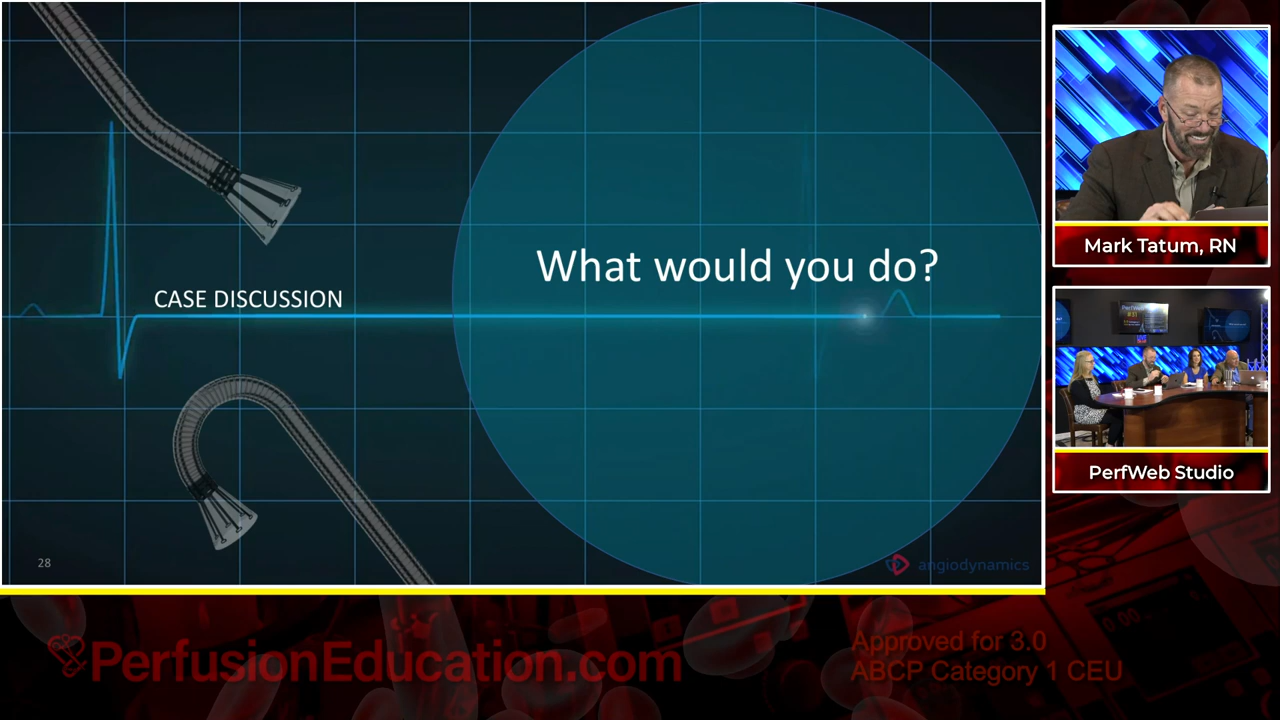 What would you do?
CASE DISCUSSION
28
angiodynamics
Mark Tatum, RN
PerfWeb Studio
PerfusionEducation.com
Approved for 3.0
ABCP Category 1 CEU